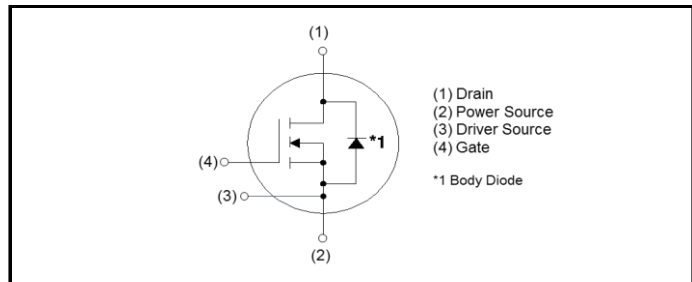 (1)
(1) Drain
(2) Power Source
(3) Driver Source
(4) Gate
*1
(4)
*1 Body Diode
(3)
(2)